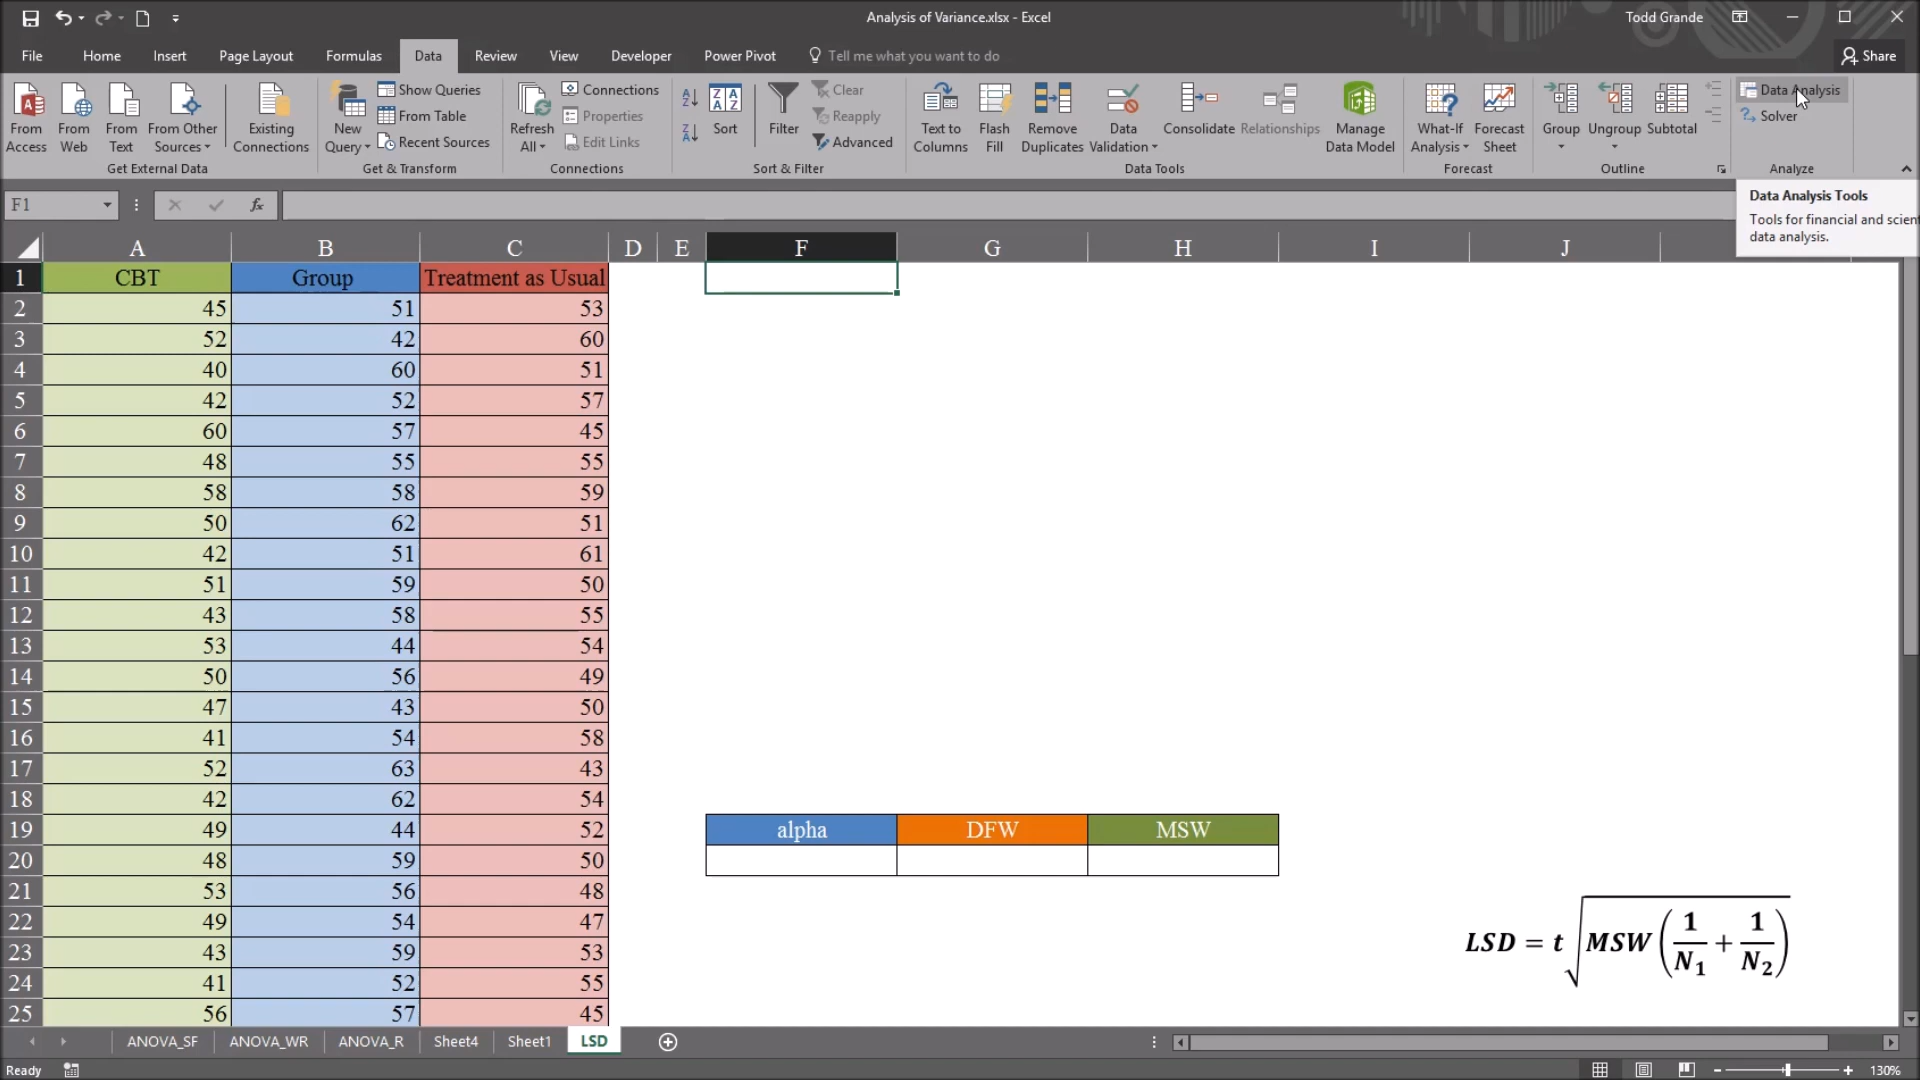 Analysis of Variance.xlsx - Excel
Todd Grande
File Home Insert Page Layout Formulas Data Review View Developer Power Pivot Tell me what you want to do Share
From Access
From Web
From Text
From Other Sources
Existing Connections
Get External Data
New Query
Show Queries
From Table
Recent Sources
Get & Transform
Refresh All
Connections
Properties
Edit Links
Connections
Sort
Filter
Clear
Reapply
Advanced
Sort & Filter
Text to Columns
Flash Fill
Remove Duplicates
Data Validation
Consolidate
Relationships
Manage Data Model
Data Tools
What-If Analysis
Forecast Sheet
Forecast
Group
Ungroup
Subtotal
Outline
Data Analysis
Solver
Analyze
Data Analysis Tools
Tools for financial and scien
data analysis.
F1 fx
A B C D E F G H I J
1 CBT Group Treatment as Usual
2 45 51 53
3 52 42 60
4 40 60 51
5 42 52 57
6 60 57 45
7 48 55 55
8 58 58 59
9 50 62 51
10 42 51 61
11 51 59 50
12 43 58 55
13 53 44 54
14 50 56 49
15 47 43 50
16 41 54 58
17 52 63 43
18 42 62 54
19 49 44 52 alpha DFW MSW
20 48 59 50
21 53 56 48
22 49 54 47
23 43 59 53
24 41 52 55
25 56 57 45
LSD = t √MSW (1/N₁ + 1/N₂)
ANOVA_SF ANOVA_WR ANOVA_R Sheet4 Sheet1 LSD
Ready 130%